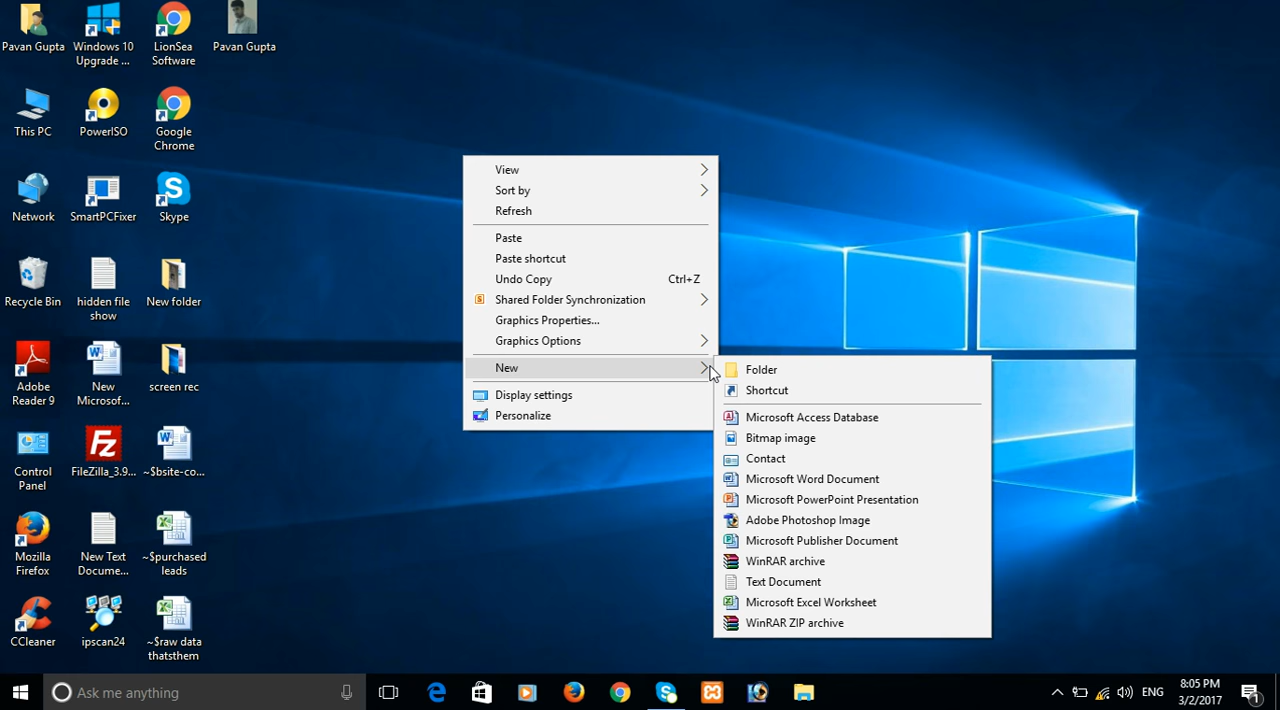 Pavan Gupta
Windows 10
Upgrade ...
LionSea
Software
Pavan Gupta
This PC
PowerISO
Google
Chrome
Network
SmartPCFixer
Skype
Recycle Bin
hidden file
show
New folder
Adobe
Reader 9
New
Microsof...
screen rec
Control
Panel
FileZilla_3.9...
~$bsite-co...
Mozilla
Firefox
New Text
Docume...
~$purchased
leads
CCleaner
ipscan24
~$raw data
thatsthem
View
Sort by
Refresh
Paste
Paste shortcut
Undo Copy Ctrl+Z
Shared Folder Synchronization
Graphics Properties...
Graphics Options
New
Display settings
Personalize
Folder
Shortcut
Microsoft Access Database
Bitmap image
Contact
Microsoft Word Document
Microsoft PowerPoint Presentation
Adobe Photoshop Image
Microsoft Publisher Document
WinRAR archive
Text Document
Microsoft Excel Worksheet
WinRAR ZIP archive
Ask me anything
ENG
8:05 PM
3/2/2017
1